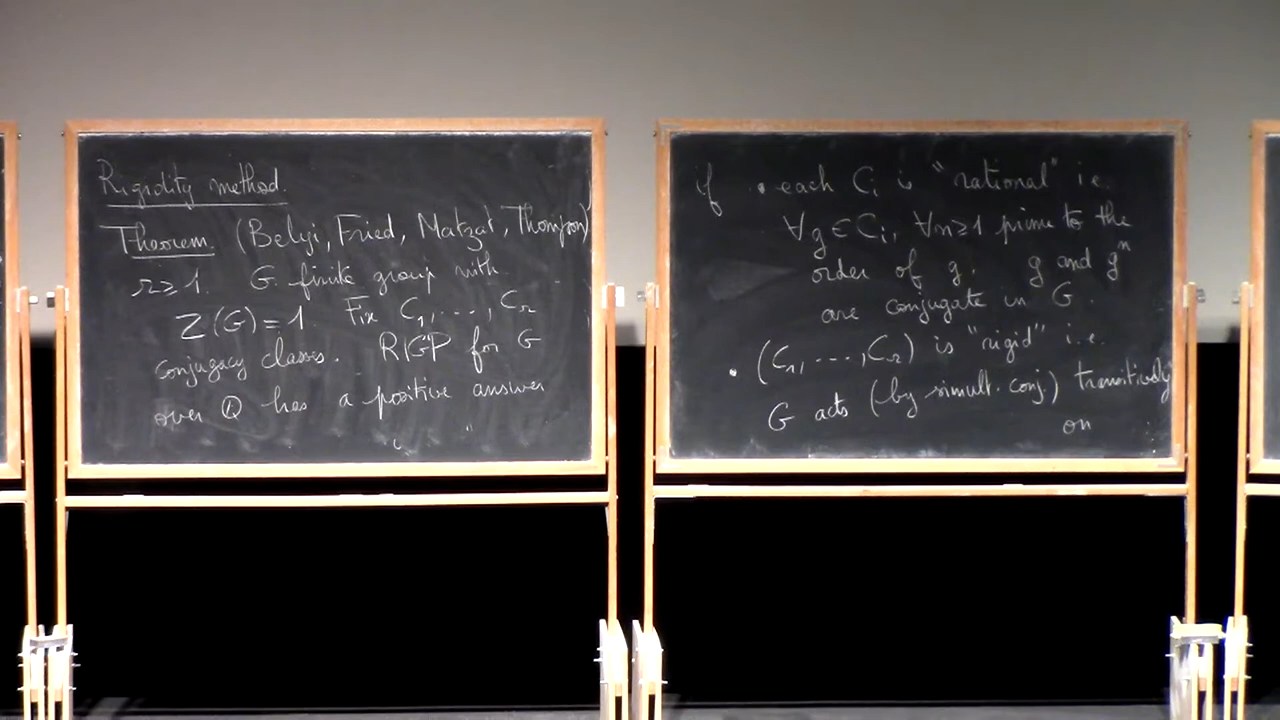 Rigidity method.
Theorem. (Belyi, Fried, Matzat, Thompson)
r≥1. G finite group with
Z(G)=1. Fix C₁, ..., Cᵣ
conjugacy classes. RIGP for G
over ℚ has a positive answer
if • each Cᵢ is "rational" i.e.
∀g∈Cᵢ, ∀n≥1 prime to the
order of g, g and gⁿ
are conjugate in G.
• (C₁, ..., Cᵣ) is "rigid" i.e.
G acts (by simult. conj.) transitively
on